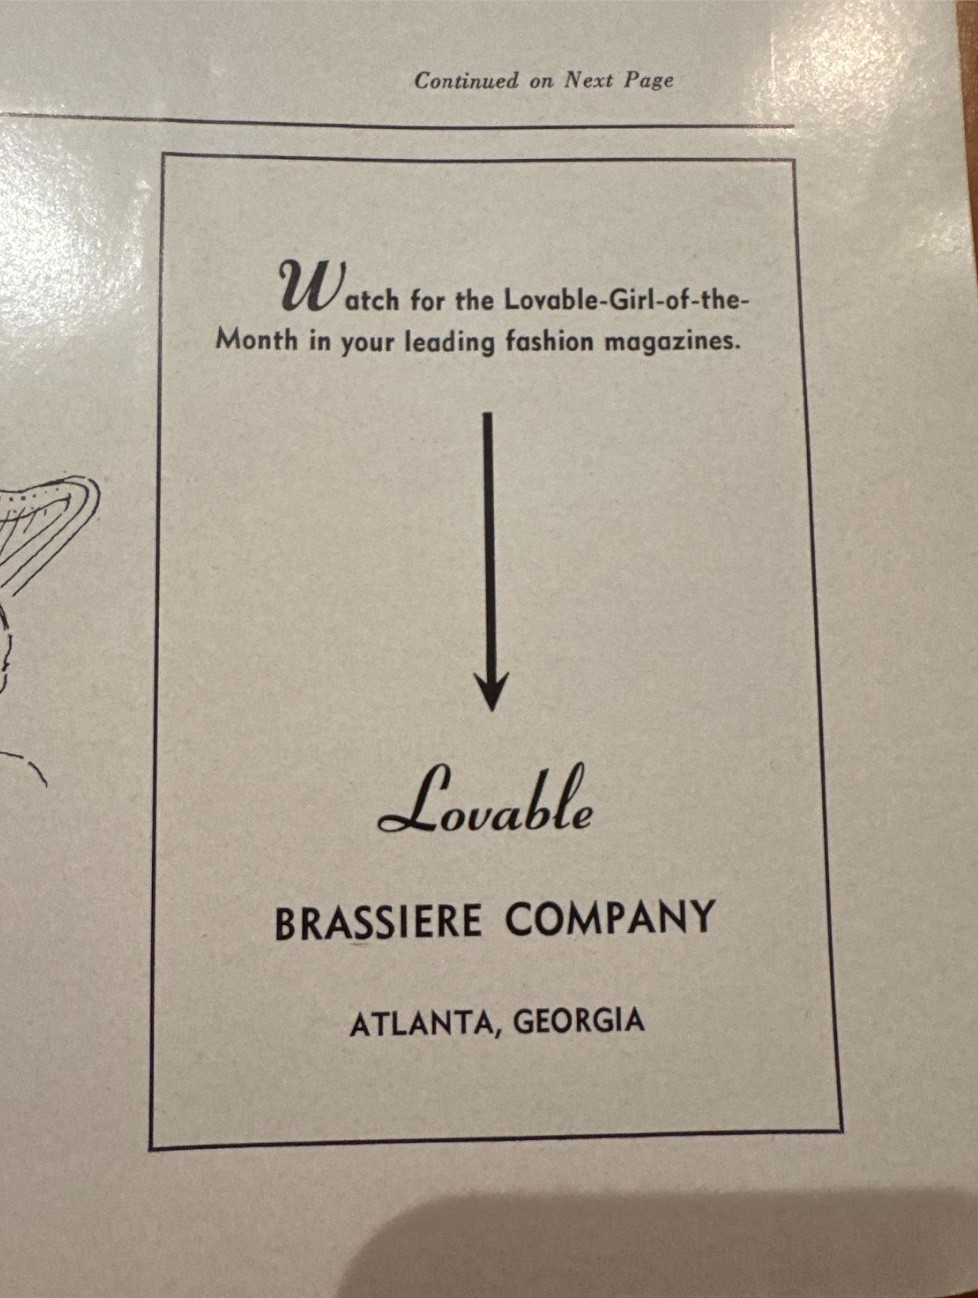 Continued on Next Page
Watch for the Lovable-Girl-of-the-
Month in your leading fashion magazines.
Lovable
BRASSIERE COMPANY
ATLANTA, GEORGIA